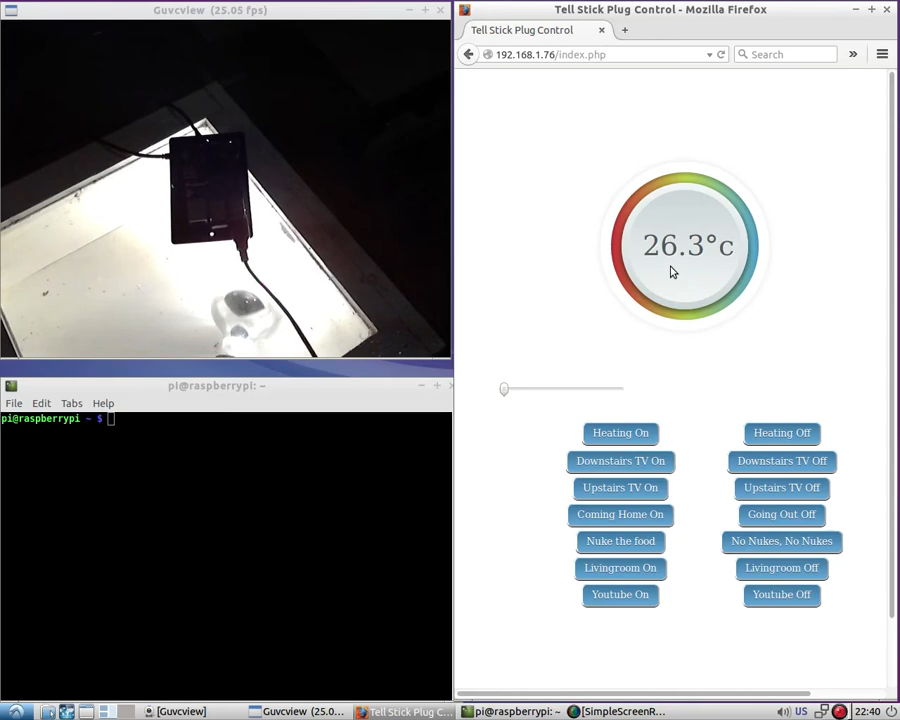 Guvcview (25.05 fps)
Tell Stick Plug Control - Mozilla Firefox
Tell Stick Plug Control
192.168.1.76/index.php
Search
26.3°c
pi@raspberrypi: ~
File Edit Tabs Help
pi@raspberrypi ~ $
Heating On
Heating Off
Downstairs TV On
Downstairs TV Off
Upstairs TV On
Upstairs TV Off
Coming Home On
Going Out Off
Nuke the food
No Nukes, No Nukes
Livingroom On
Livingroom Off
Youtube On
Youtube Off
[Guvcview]
Guvcview (25.0...
Tell Stick Plug C...
pi@raspberrypi: ~
[SimpleScreenR...
US
22:40